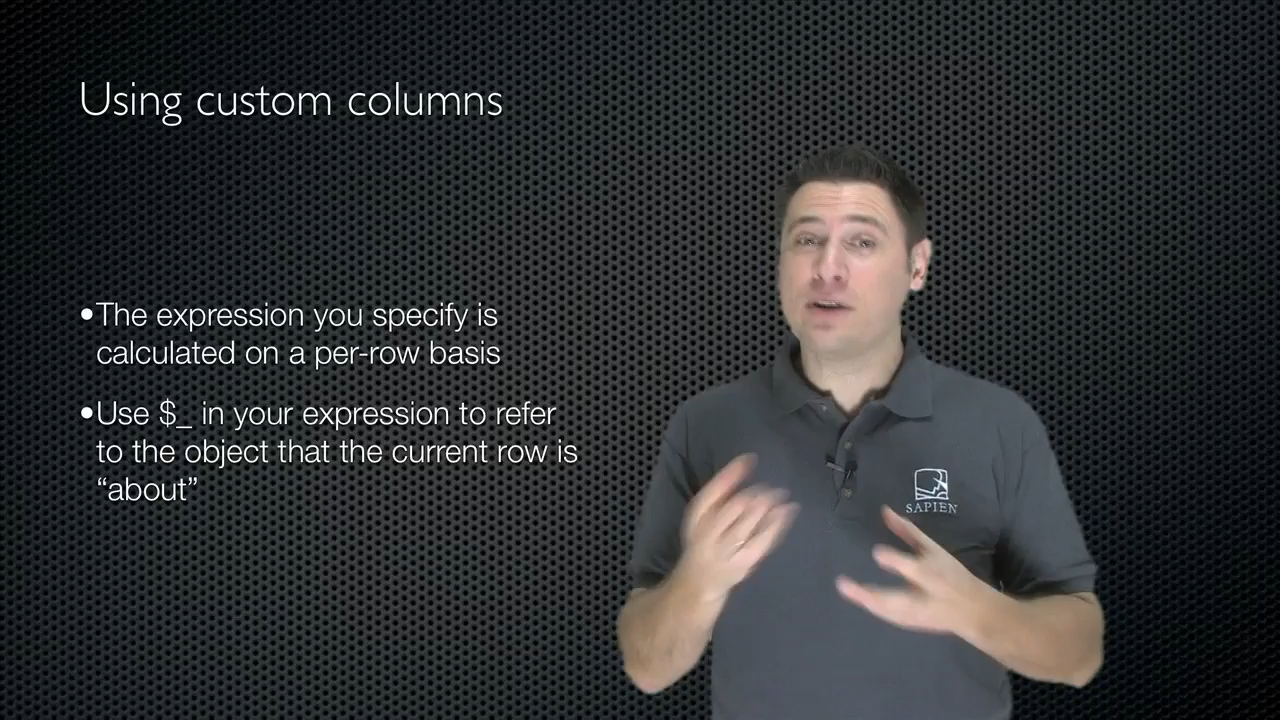 Using custom columns
•The expression you specify is
calculated on a per-row basis
•Use $_ in your expression to refer
to the object that the current row is
“about”
SAPIEN